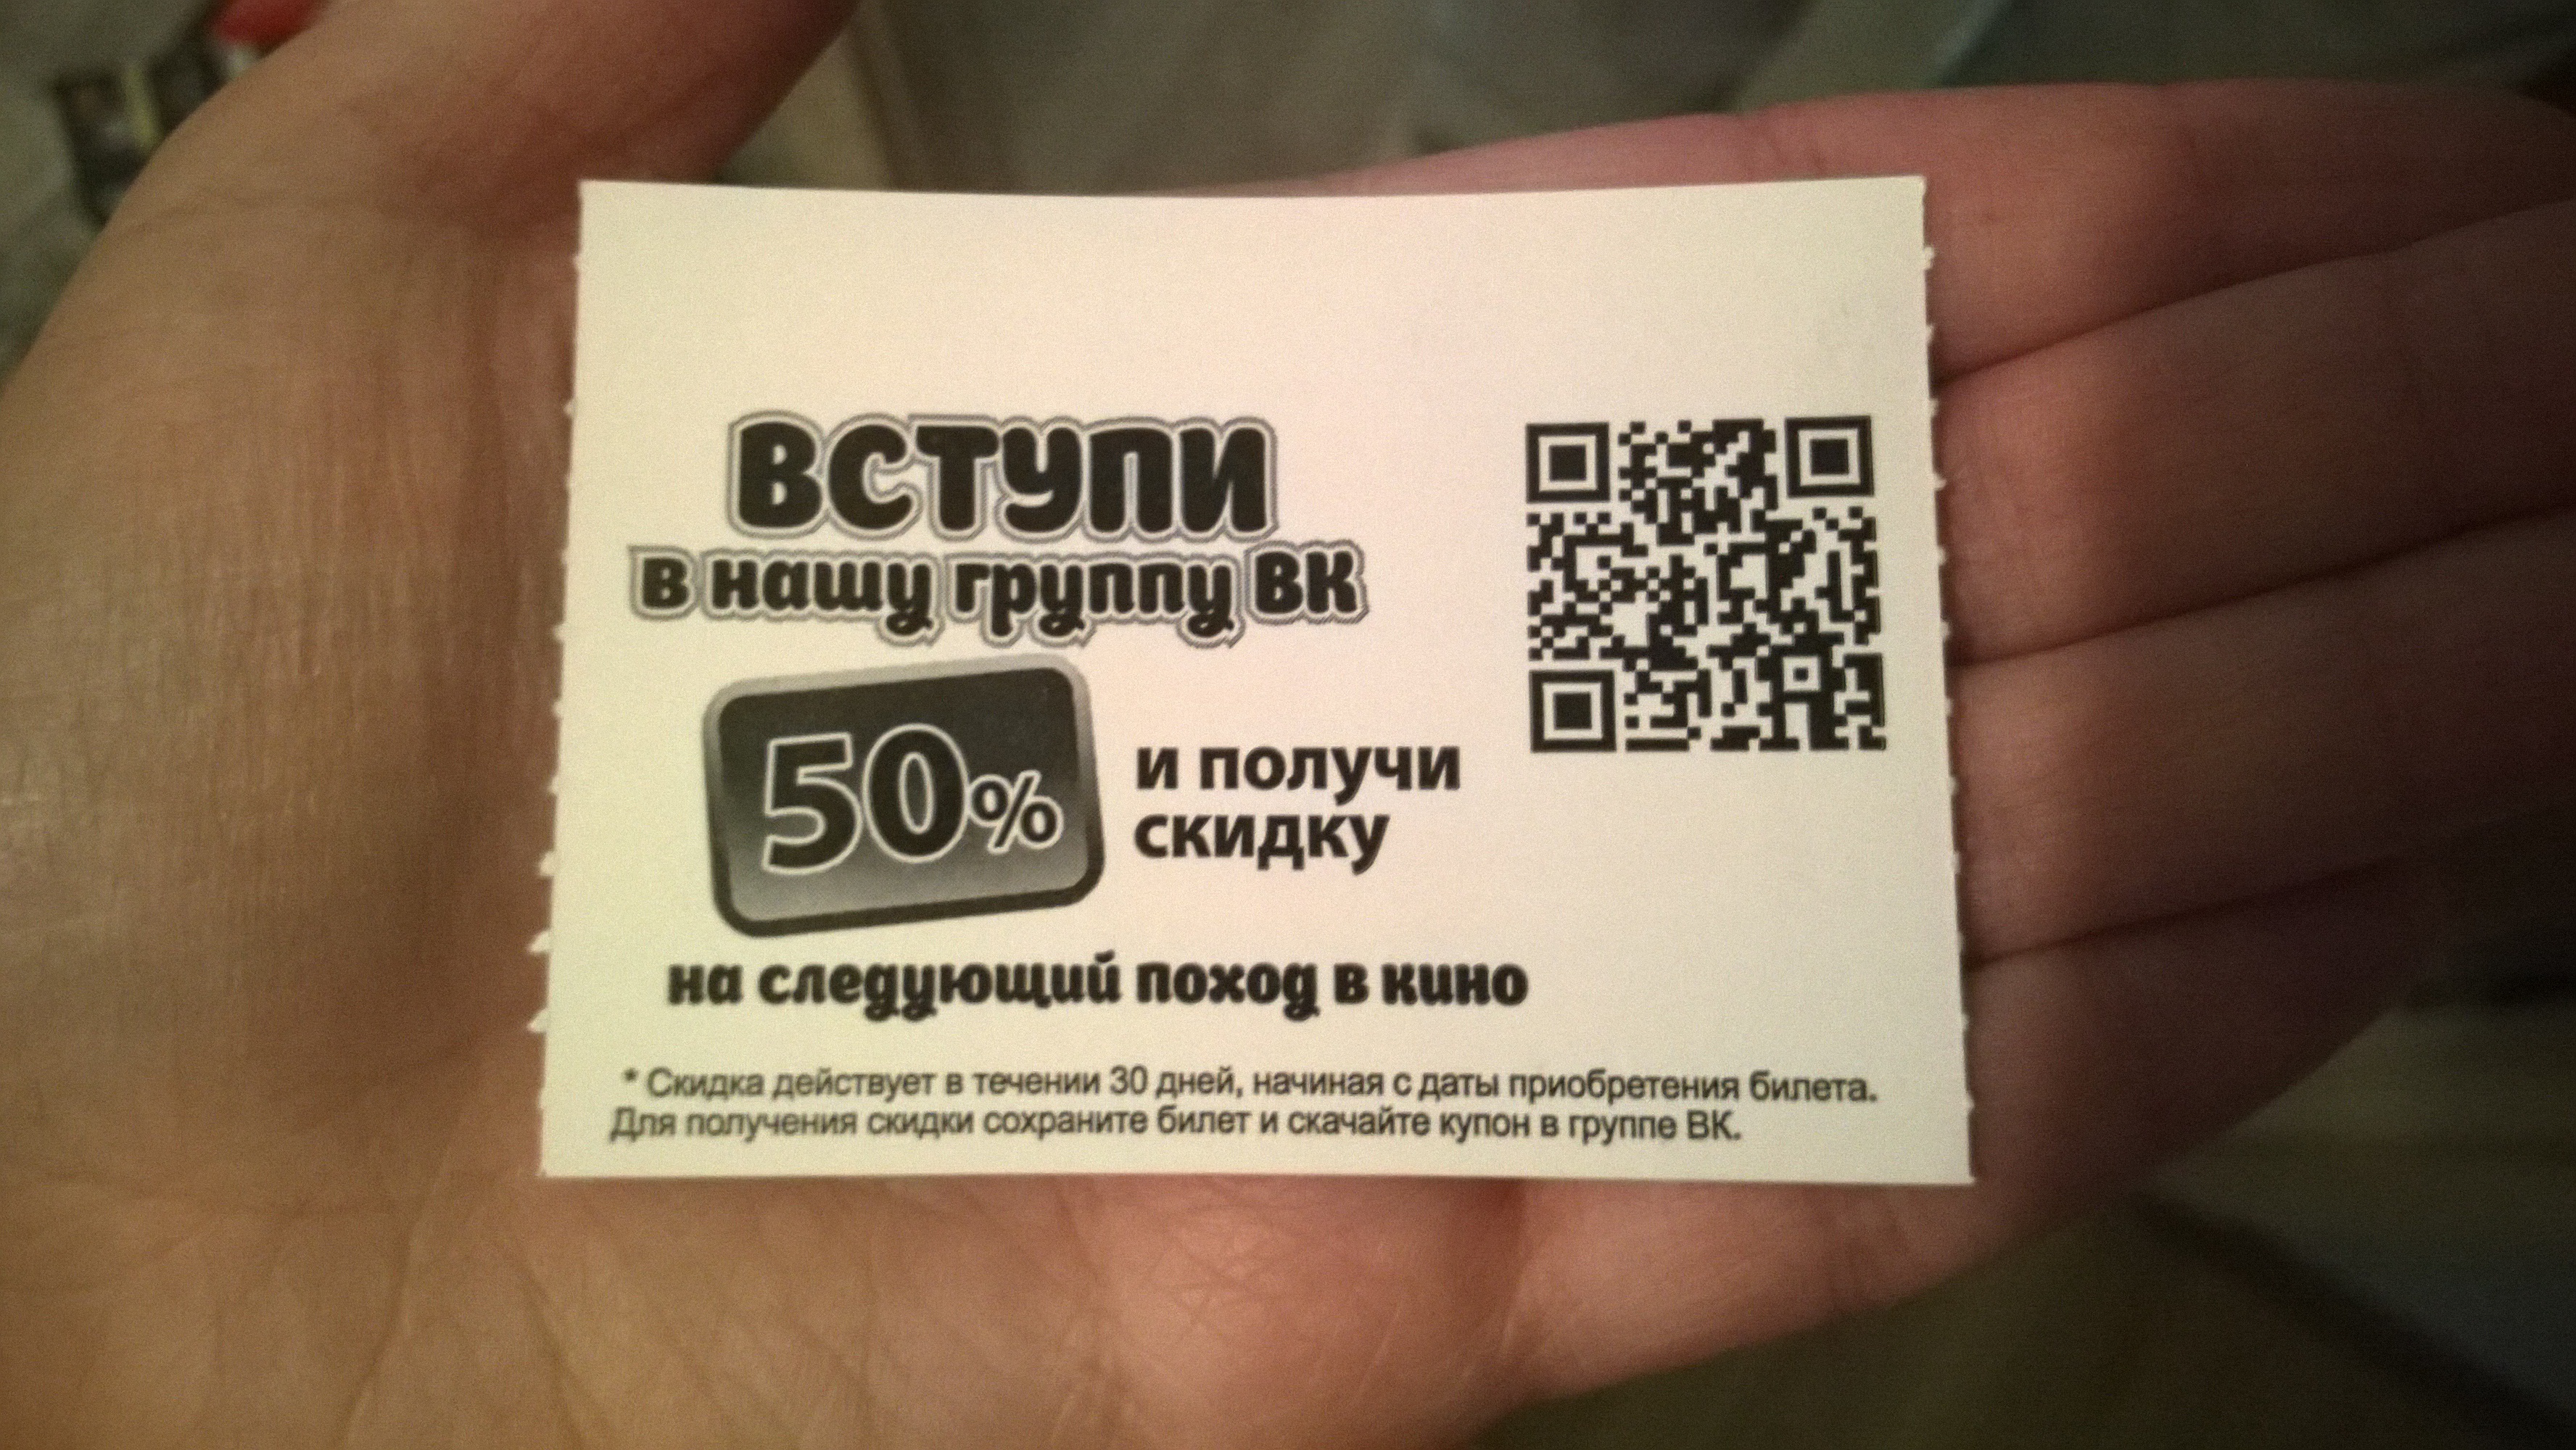 ВСТУПИ
в нашу группу ВК
50%
и получи
скидку
на следующий поход в кино
* Скидка действует в течении 30 дней, начиная с даты приобретения билета.
Для получения скидки сохраните билет и скачайте купон в группе ВК.